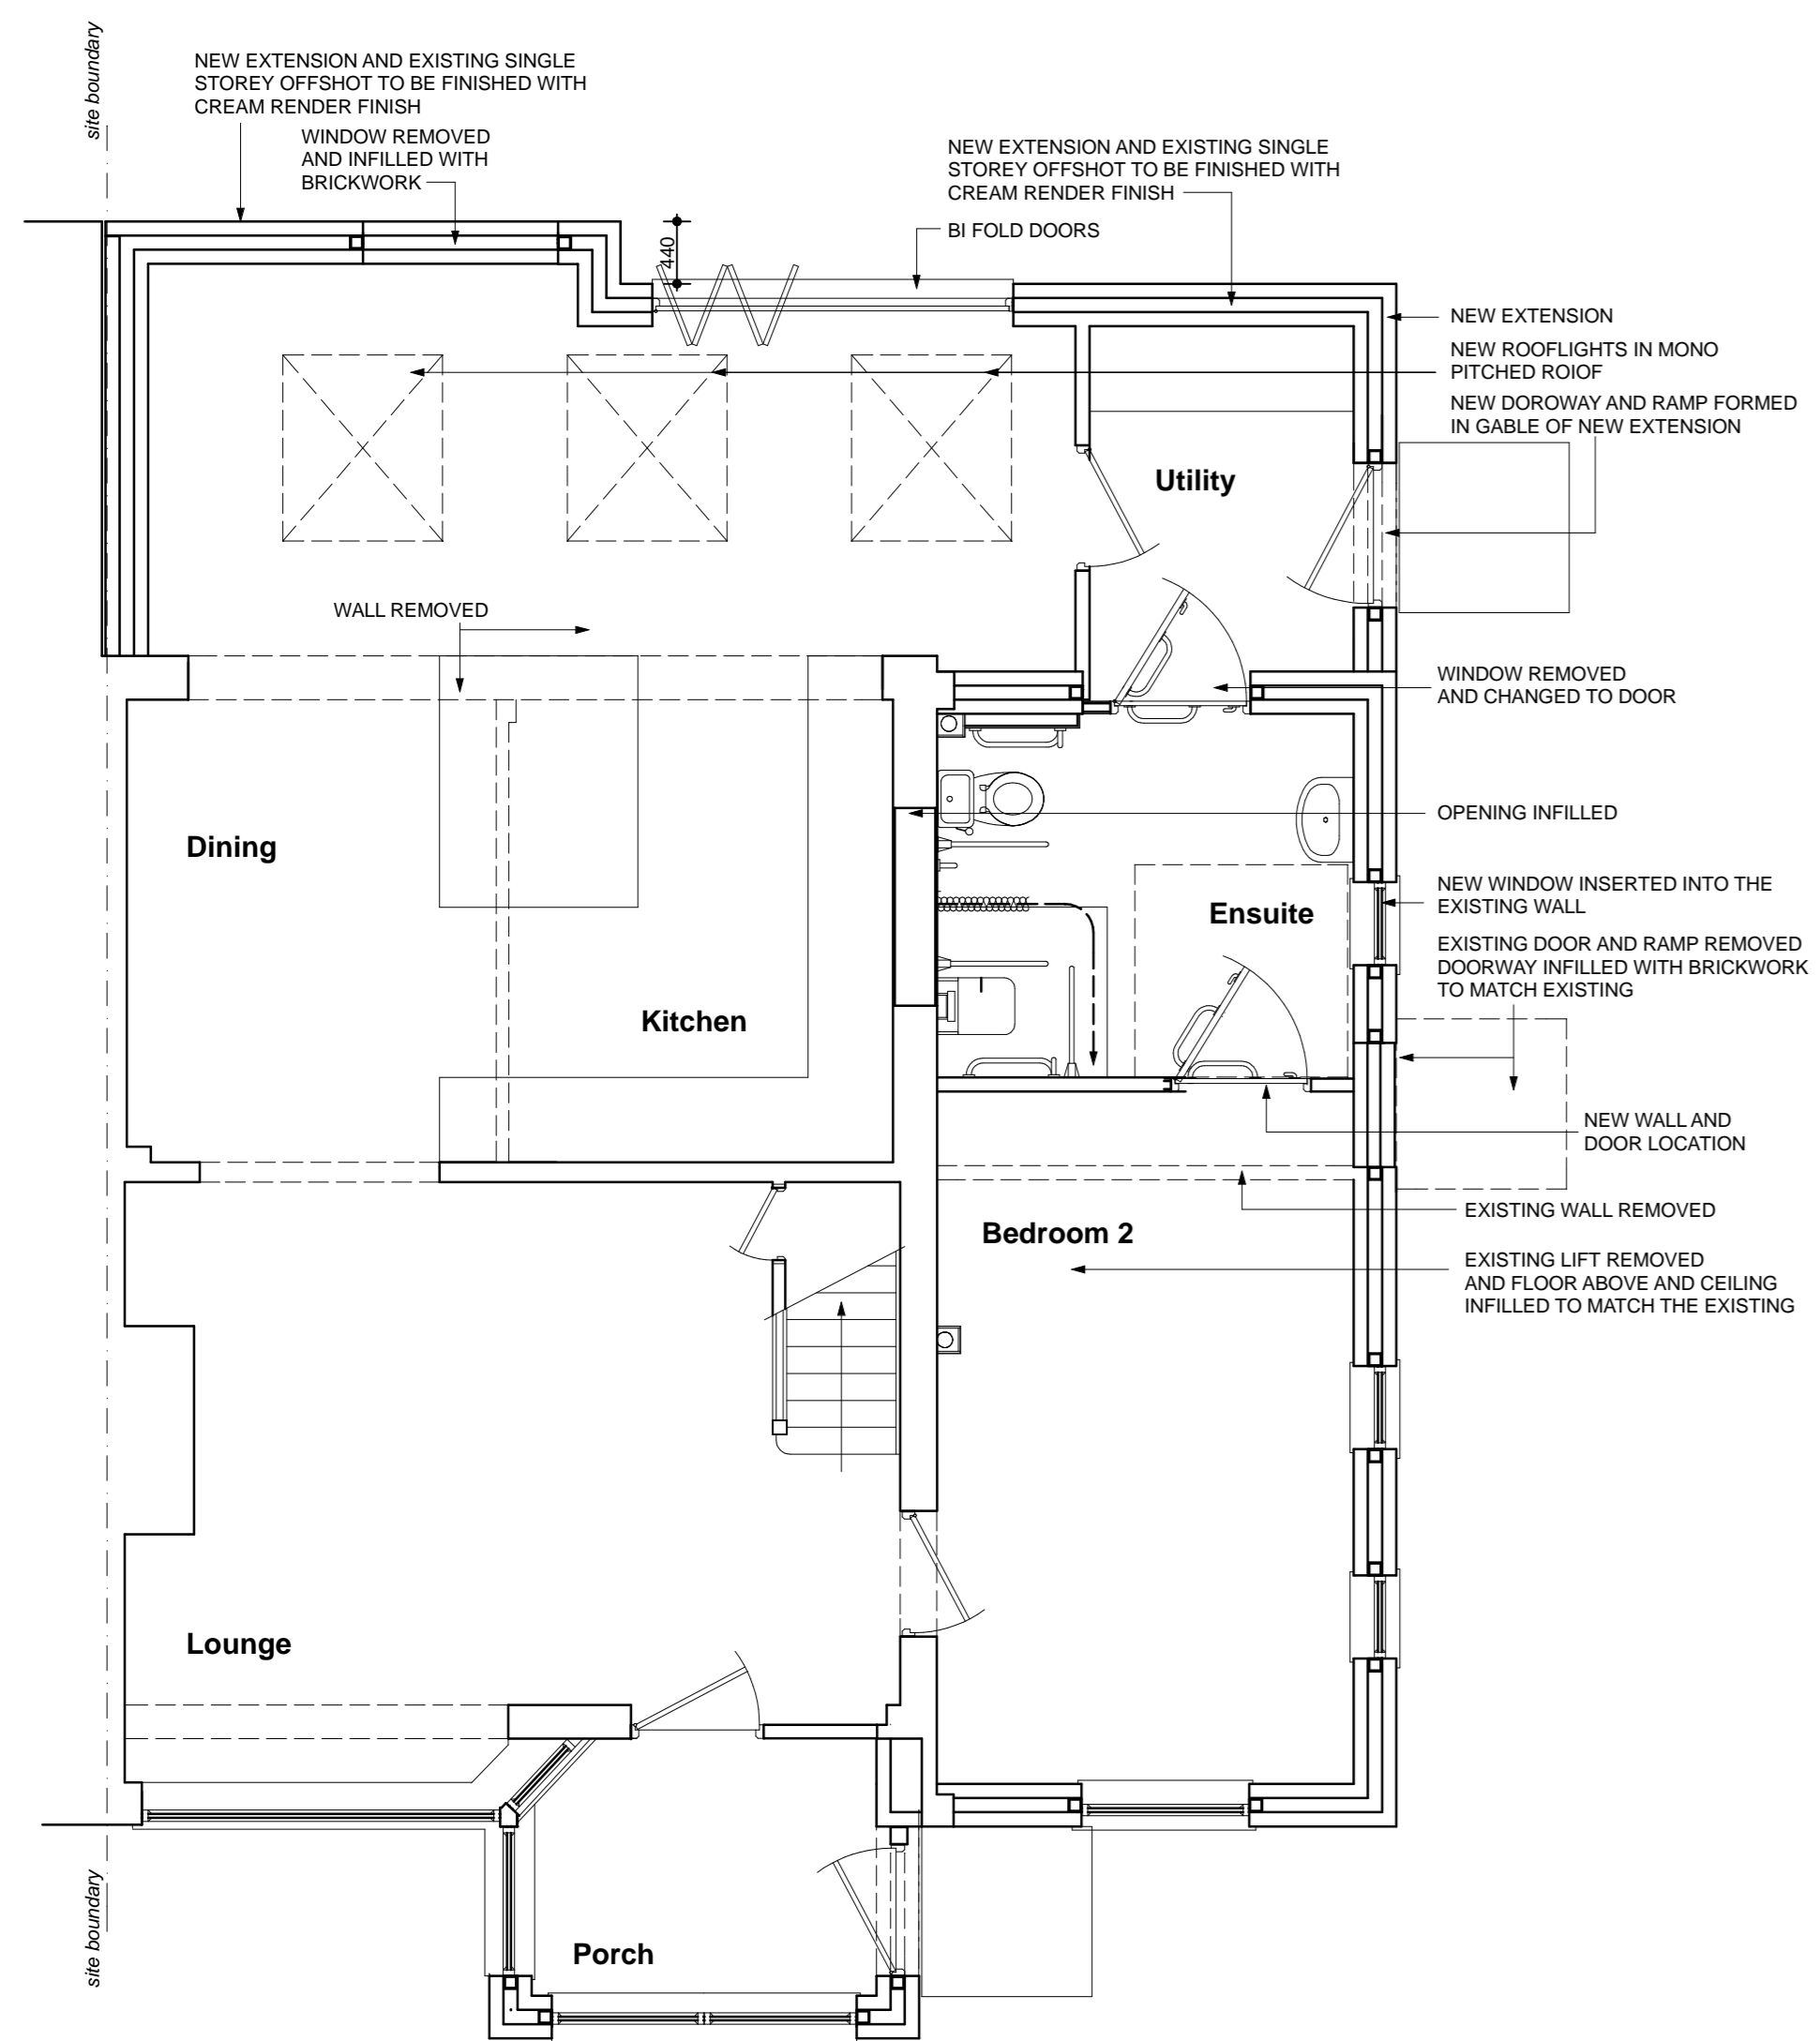 site boundary
NEW EXTENSION AND EXISTING SINGLE
STOREY OFFSHOT TO BE FINISHED WITH
CREAM RENDER FINISH
WINDOW REMOVED
AND INFILLED WITH
BRICKWORK
NEW EXTENSION AND EXISTING SINGLE
STOREY OFFSHOT TO BE FINISHED WITH
CREAM RENDER FINISH
BI FOLD DOORS
440
NEW EXTENSION
NEW ROOFLIGHTS IN MONO
PITCHED ROIOF
NEW DOROWAY AND RAMP FORMED
IN GABLE OF NEW EXTENSION
Utility
WALL REMOVED
WINDOW REMOVED
AND CHANGED TO DOOR
OPENING INFILLED
Dining
NEW WINDOW INSERTED INTO THE
EXISTING WALL
Ensuite
EXISTING DOOR AND RAMP REMOVED
DOORWAY INFILLED WITH BRICKWORK
TO MATCH EXISTING
Kitchen
NEW WALL AND
DOOR LOCATION
EXISTING WALL REMOVED
Bedroom 2
EXISTING LIFT REMOVED
AND FLOOR ABOVE AND CEILING
INFILLED TO MATCH THE EXISTING
Lounge
site boundary
Porch